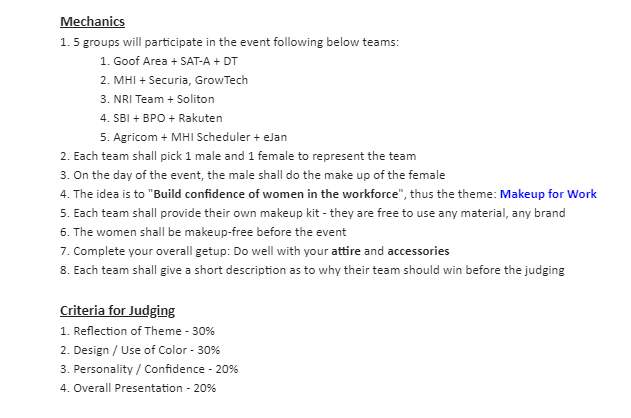 Mechanics
1. 5 groups will participate in the event following below teams:
1. Goof Area + SAT-A + DT
2. MHI + Securia, GrowTech
3. NRI Team + Soliton
4. SBI + BPO + Rakuten
5. Agricom + MHI Scheduler + eJan
2. Each team shall pick 1 male and 1 female to represent the team
3. On the day of the event, the male shall do the make up of the female
4. The idea is to "Build confidence of women in the workforce", thus the theme: Makeup for Work
5. Each team shall provide their own makeup kit - they are free to use any material, any brand
6. The women shall be makeup-free before the event
7. Complete your overall getup: Do well with your attire and accessories
8. Each team shall give a short description as to why their team should win before the judging
Criteria for Judging
1. Reflection of Theme - 30%
2. Design / Use of Color - 30%
3. Personality / Confidence - 20%
4. Overall Presentation - 20%